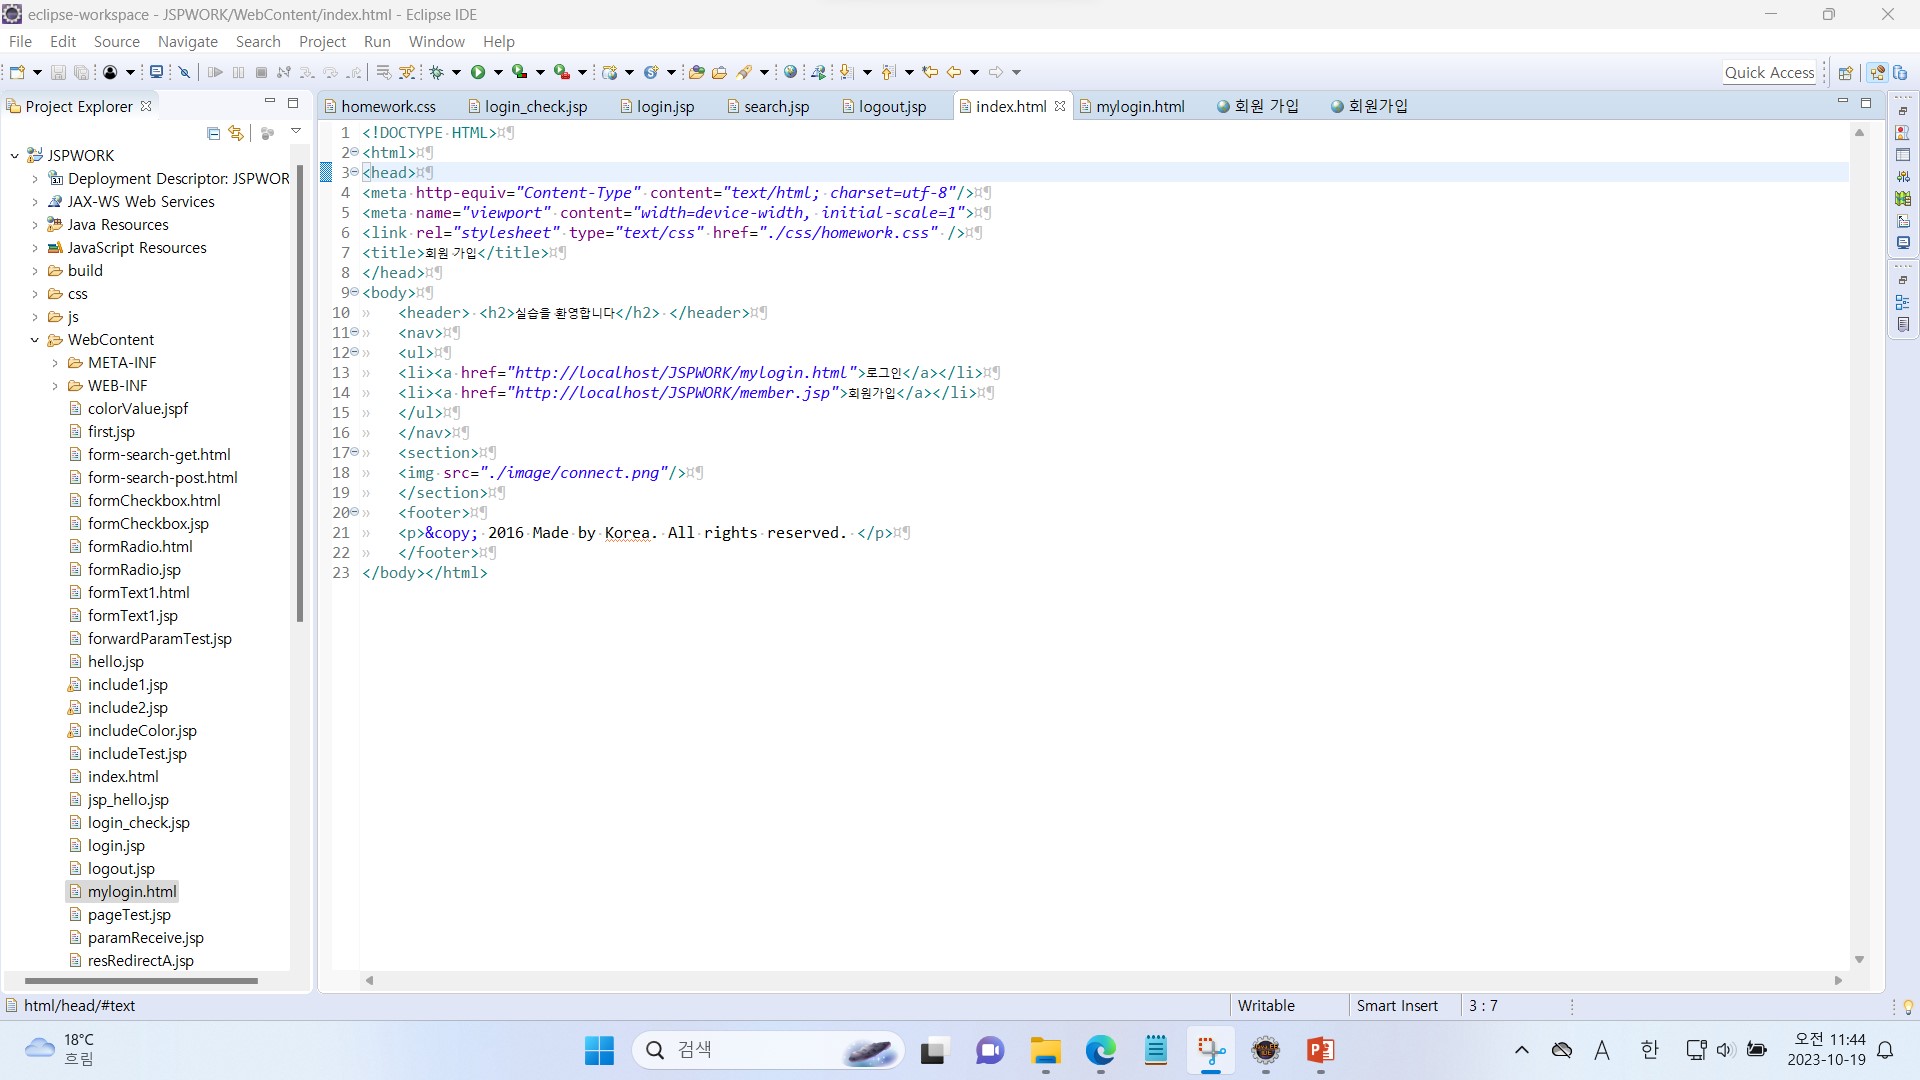 eclipse-workspace - JSPWORK/WebContent/index.html - Eclipse IDE
File Edit Source Navigate Search Project Run Window Help
Quick Access
Project Explorer
homework.css login_check.jsp login.jsp search.jsp logout.jsp index.html mylogin.html 회원 가입 회원가입
JSPWORK
Deployment Descriptor: JSPWOR
JAX-WS Web Services
Java Resources
JavaScript Resources
build
css
js
WebContent
META-INF
WEB-INF
colorValue.jspf
first.jsp
form-search-get.html
form-search-post.html
formCheckbox.html
formCheckbox.jsp
formRadio.html
formRadio.jsp
formText1.html
formText1.jsp
forwardParamTest.jsp
hello.jsp
include1.jsp
include2.jsp
includeColor.jsp
includeTest.jsp
index.html
jsp_hello.jsp
login_check.jsp
login.jsp
logout.jsp
mylogin.html
pageTest.jsp
paramReceive.jsp
resRedirectA.jsp
1 <!DOCTYPE HTML>¤¶
2 <html>¤¶
3 <head>¤¶
4 <meta·http-equiv="Content-Type"·content="text/html;·charset=utf-8"/>¤¶
5 <meta·name="viewport"·content="width=device-width,·initial-scale=1">¤¶
6 <link·rel="stylesheet"·type="text/css"·href="./css/homework.css"·/>¤¶
7 <title>회원·가입</title>¤¶
8 </head>¤¶
9 <body>¤¶
10 » <header>·<h2>실습을·환영합니다</h2>·</header>¤¶
11 » <nav>¤¶
12 » <ul>¤¶
13 » <li><a·href="http://localhost/JSPWORK/mylogin.html">로그인</a></li>¤¶
14 » <li><a·href="http://localhost/JSPWORK/member.jsp">회원가입</a></li>¤¶
15 » </ul>¤¶
16 » </nav>¤¶
17 » <section>¤¶
18 » <img·src="./image/connect.png"/>¤¶
19 » </section>¤¶
20 » <footer>¤¶
21 » <p>&copy;·2016·Made·by·Korea.·All·rights·reserved.·</p>¤¶
22 » </footer>¤¶
23 </body></html>
html/head/#text Writable Smart Insert 3 : 7
18°C
흐림
검색
A 한
오전 11:44
2023-10-19